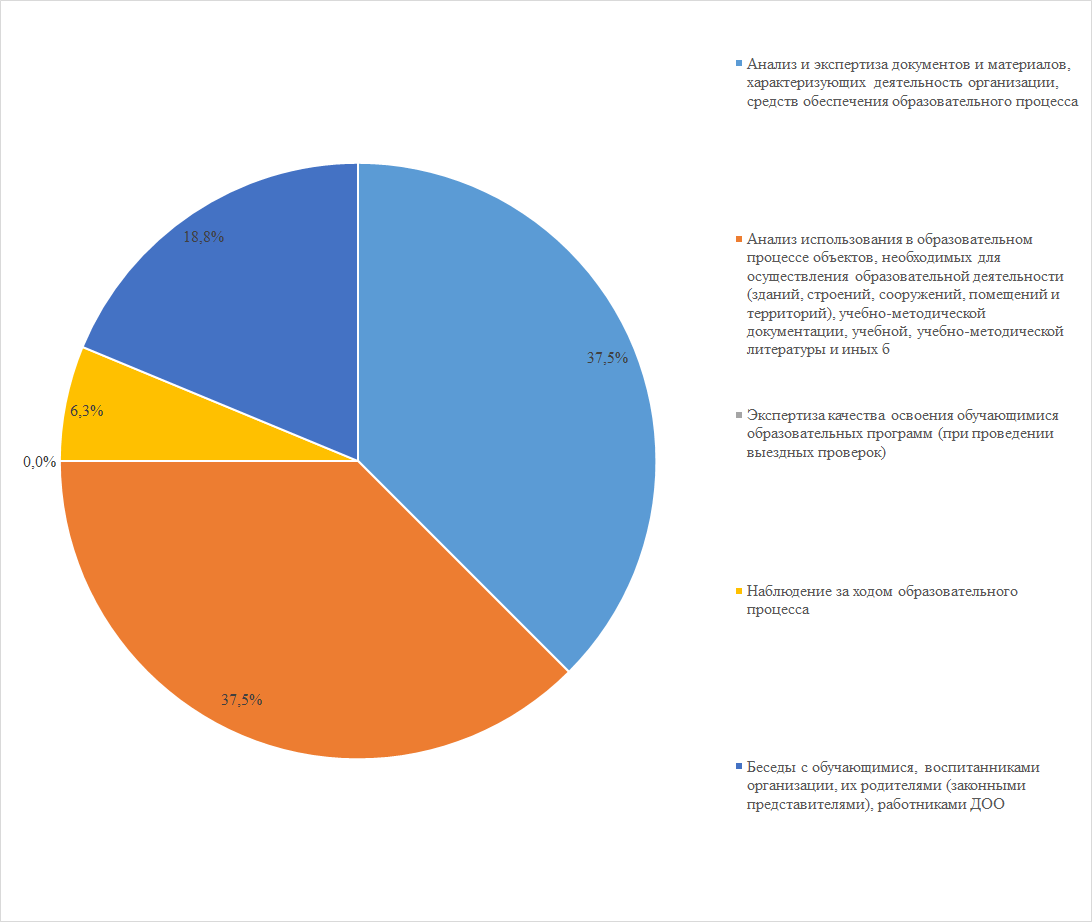 Анализ и экспертиза документов и материалов,
характеризующих деятельность организации,
средств обеспечения образовательного процесса
18,8%
Анализ использования в образовательном
процессе объектов, необходимых для
осуществления образовательной деятельности
(зданий, строений, сооружений, помещений и
территорий), учебно-методической
документации, учебной, учебно-методической
литературы и иных б
37,5%
6,3%
Экспертиза качества освоения обучающимися
образовательных программ (при проведении
выездных проверок)
0,0%
Наблюдение за ходом образовательного
процесса
37,5%
Беседы с обучающимися, воспитанниками
организации, их родителями (законными
представителями), работниками ДОО